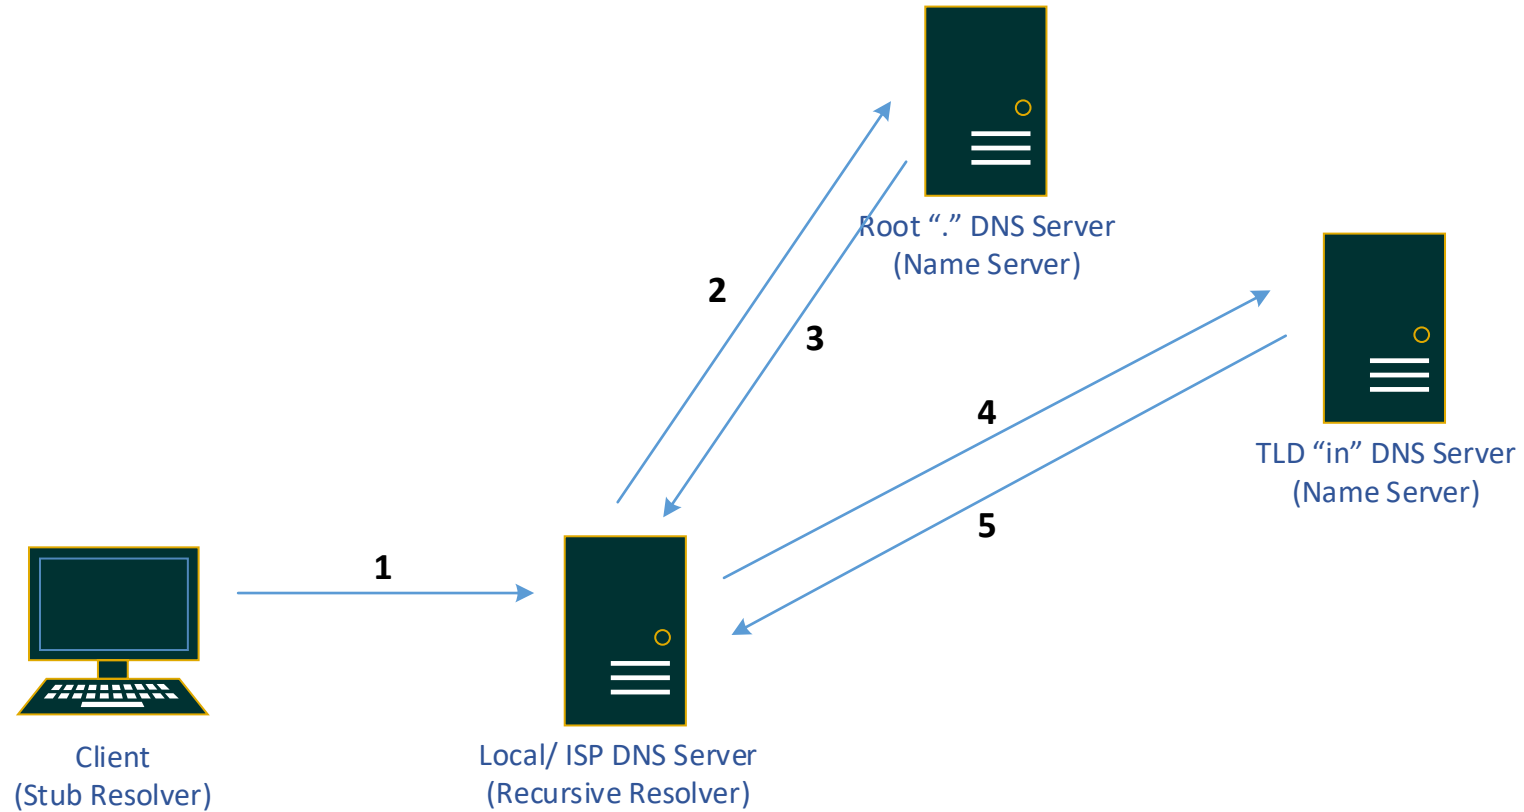 Root “.” DNS Server
(Name Server)
2
3
TLD “in” DNS Server
(Name Server)
4
5
1
Client
(Stub Resolver)
Local/ ISP DNS Server
(Recursive Resolver)